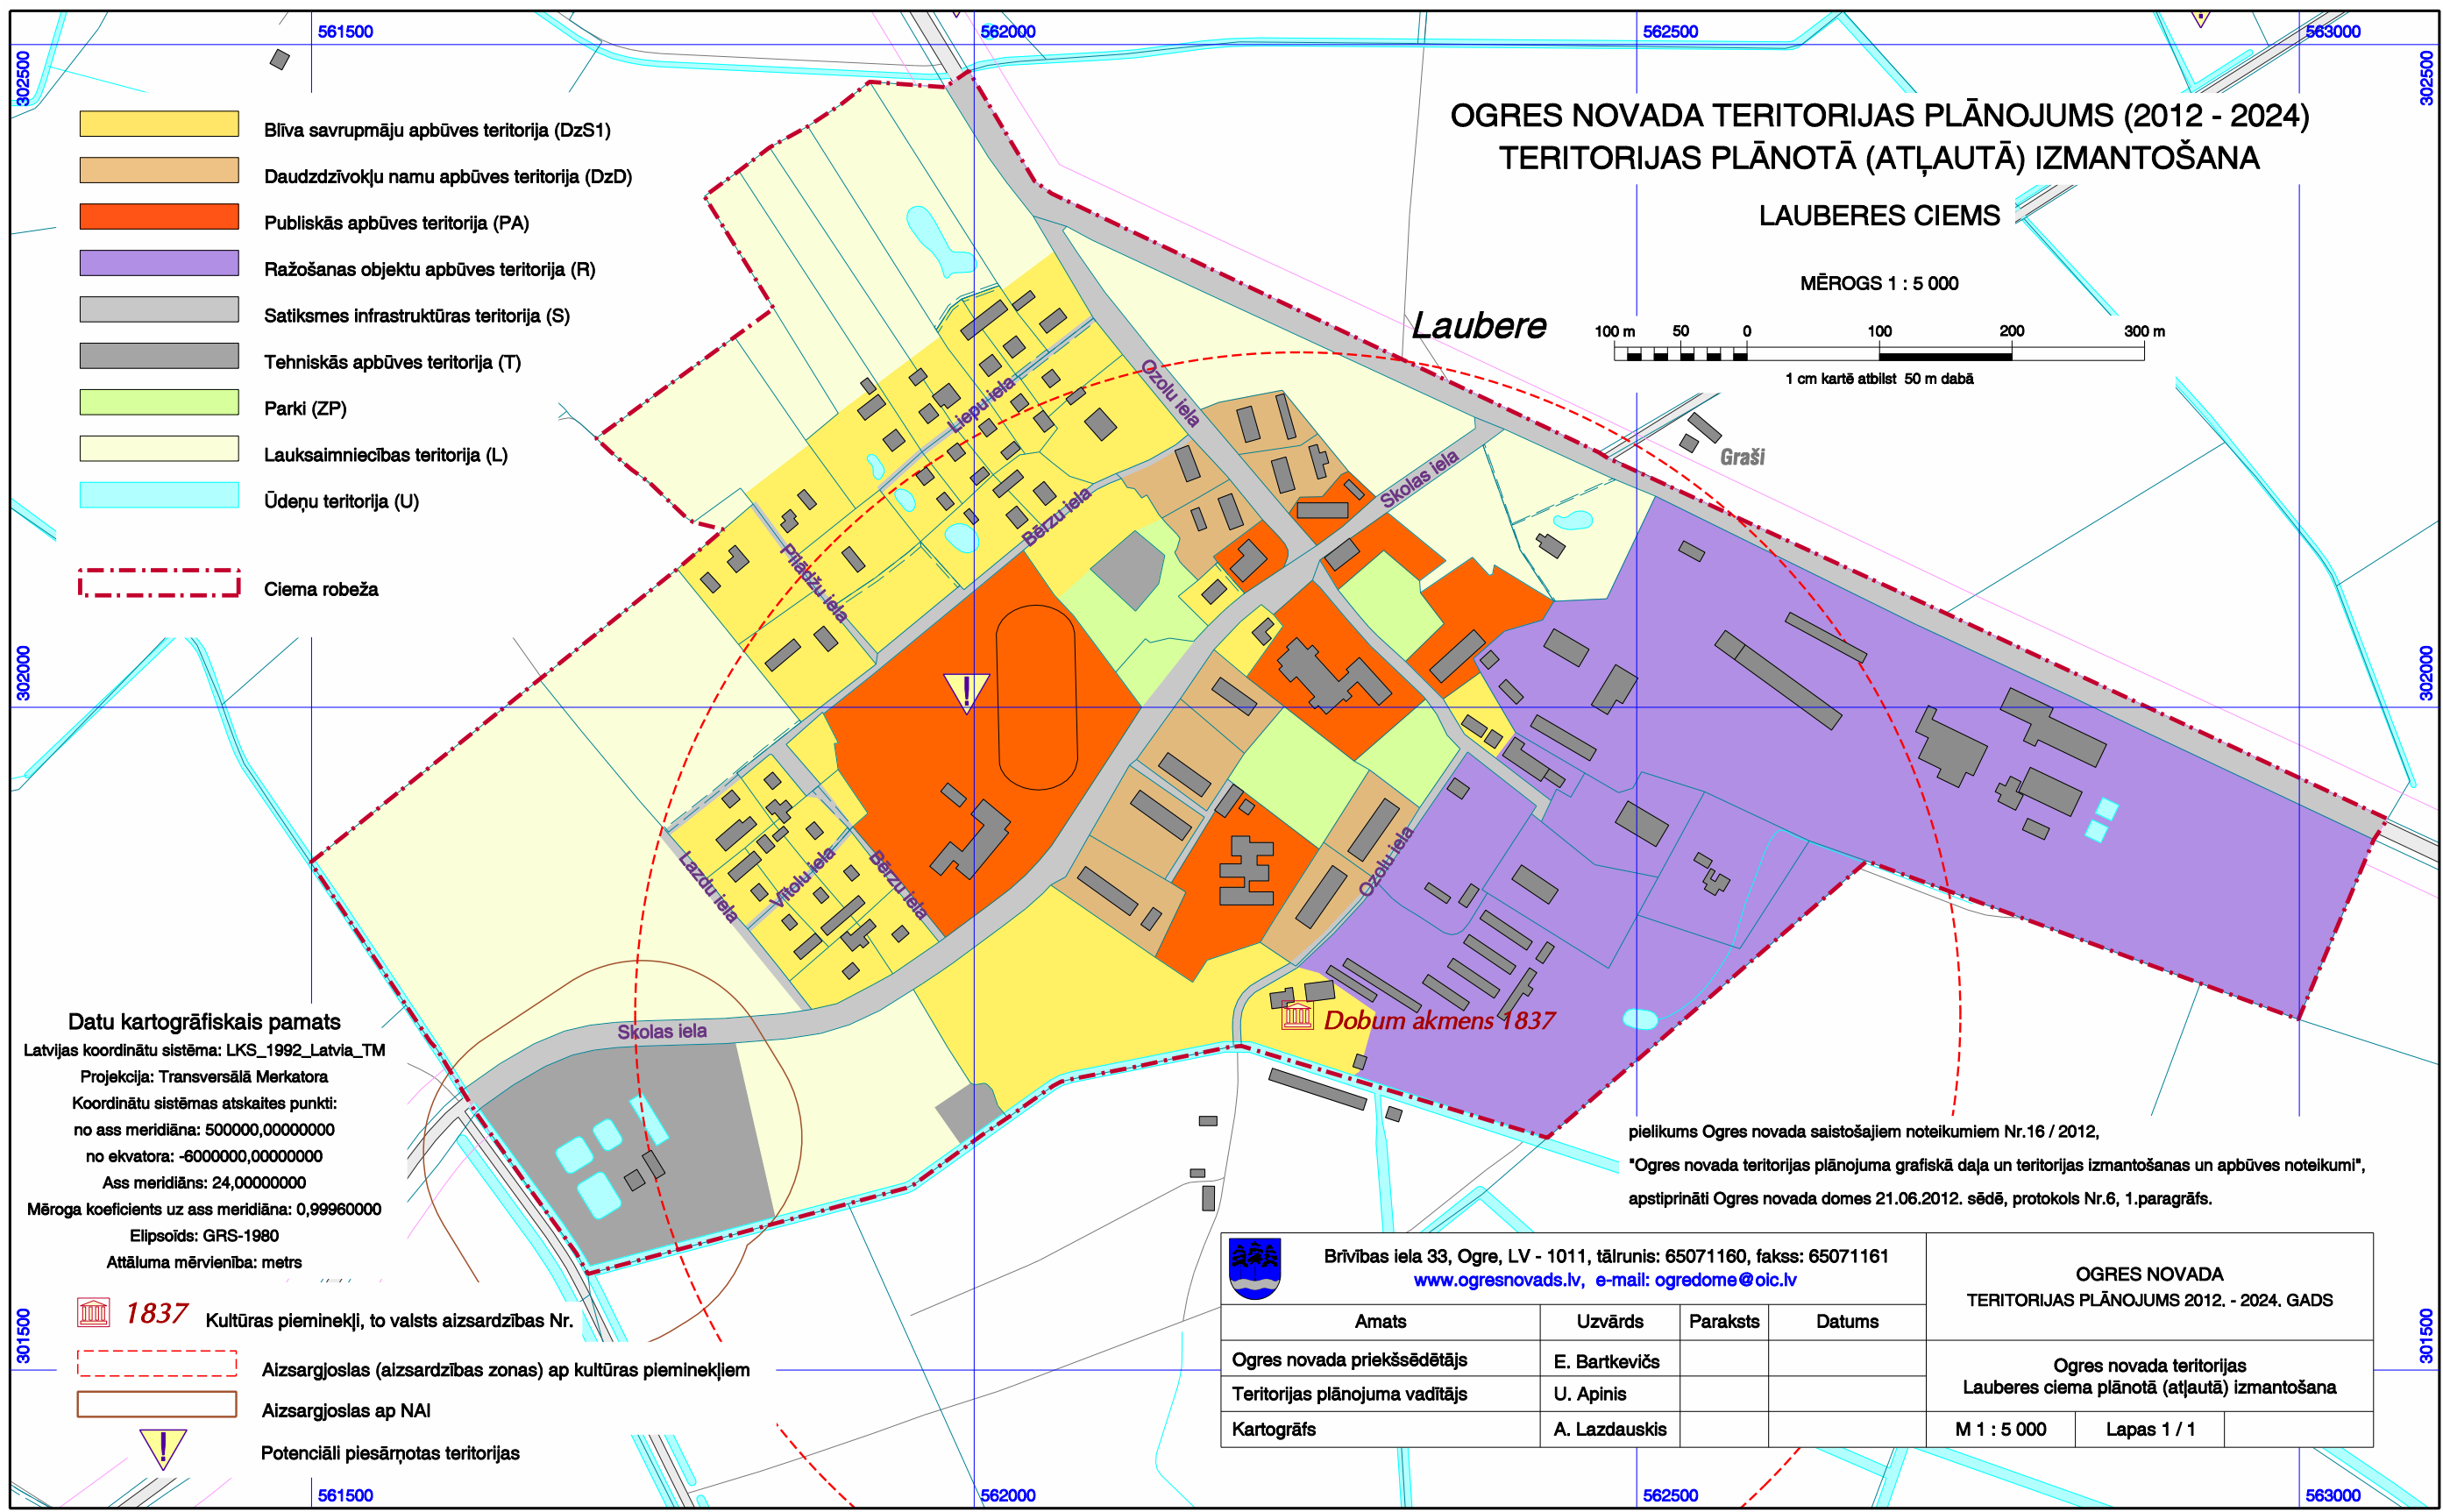 561500
562000
562500
563000
302500
302500
OGRES NOVADA TERITORIJAS PLĀNOJUMS (2012 - 2024)
TERITORIJAS PLĀNOTĀ (ATĻAUTĀ) IZMANTOŠANA
LAUBERES CIEMS
MĒROGS 1 : 5 000
100 m 50 0 100 200 300 m
1 cm kartē atbilst 50 m dabā
Blīva savrupmāju apbūves teritorija (DzS1)
Daudzdzīvokļu namu apbūves teritorija (DzD)
Publiskās apbūves teritorija (PA)
Ražošanas objektu apbūves teritorija (R)
Satiksmes infrastruktūras teritorija (S)
Tehniskās apbūves teritorija (T)
Parki (ZP)
Lauksaimniecības teritorija (L)
Ūdeņu teritorija (U)
Ciema robeža
Laubere
Graši
Ozolu iela
Liepu iela
Skolas iela
Bērzu iela
Pīlādžu iela
302000
302000
Lazdu iela
Vītolu iela
Bērzu iela
Ozolu iela
Skolas iela
Dobum akmens 1837
Datu kartogrāfiskais pamats
Latvijas koordinātu sistēma: LKS_1992_Latvia_TM
Projekcija: Transversālā Merkatora
Koordinātu sistēmas atskaites punkti:
no ass meridiāna: 500000,00000000
no ekvatora: -6000000,00000000
Ass meridiāns: 24,00000000
Mēroga koeficients uz ass meridiāna: 0,99960000
Elipsoīds: GRS-1980
Attāluma mērvienība: metrs
1837 Kultūras pieminekļi, to valsts aizsardzības Nr.
Aizsargjoslas (aizsardzības zonas) ap kultūras pieminekļiem
Aizsargjoslas ap NAI
Potenciāli piesārņotas teritorijas
pielikums Ogres novada saistošajiem noteikumiem Nr.16 / 2012,
"Ogres novada teritorijas plānojuma grafiskā daļa un teritorijas izmantošanas un apbūves noteikumi",
apstiprināti Ogres novada domes 21.06.2012. sēdē, protokols Nr.6, 1.paragrāfs.
Brīvības iela 33, Ogre, LV - 1011, tālrunis: 65071160, fakss: 65071161
www.ogresnovads.lv, e-mail: ogredome@oic.lv
Amats Uzvārds Paraksts Datums
Ogres novada priekšsēdētājs E. Bartkevičs
Teritorijas plānojuma vadītājs U. Apinis
Kartogrāfs A. Lazdauskis
OGRES NOVADA
TERITORIJAS PLĀNOJUMS 2012. - 2024. GADS
Ogres novada teritorijas
Lauberes ciema plānotā (atļautā) izmantošana
M 1 : 5 000 Lapas 1 / 1
301500
301500
561500
562000
562500
563000